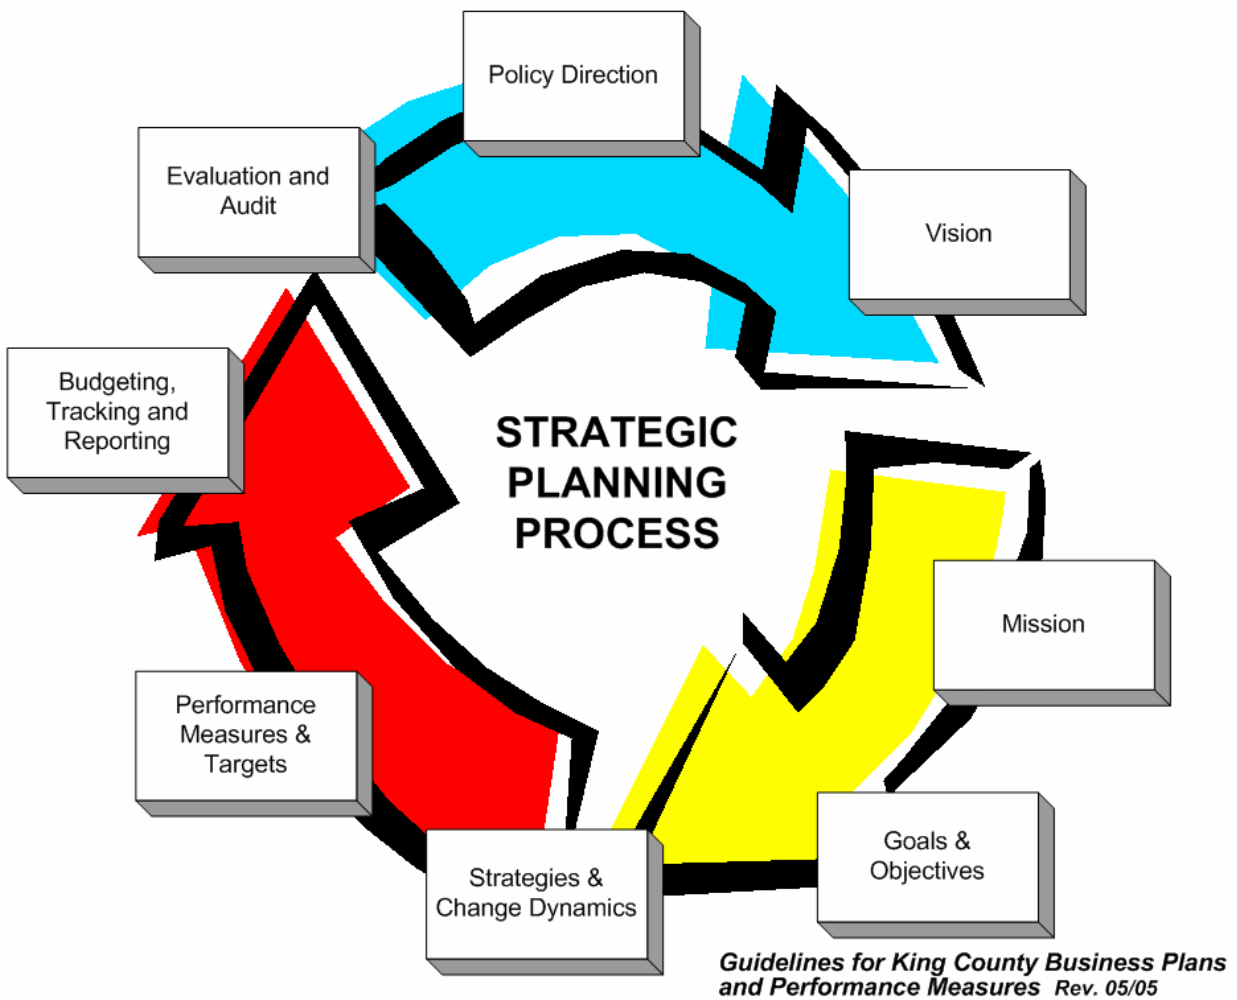 Policy Direction
Evaluation and
Audit
Vision
Budgeting,
Tracking and
Reporting
STRATEGIC
PLANNING
PROCESS
Mission
Performance
Measures &
Targets
Goals &
Objectives
Strategies &
Change Dynamics
Guidelines for King County Business Plans
and Performance Measures Rev. 05/05